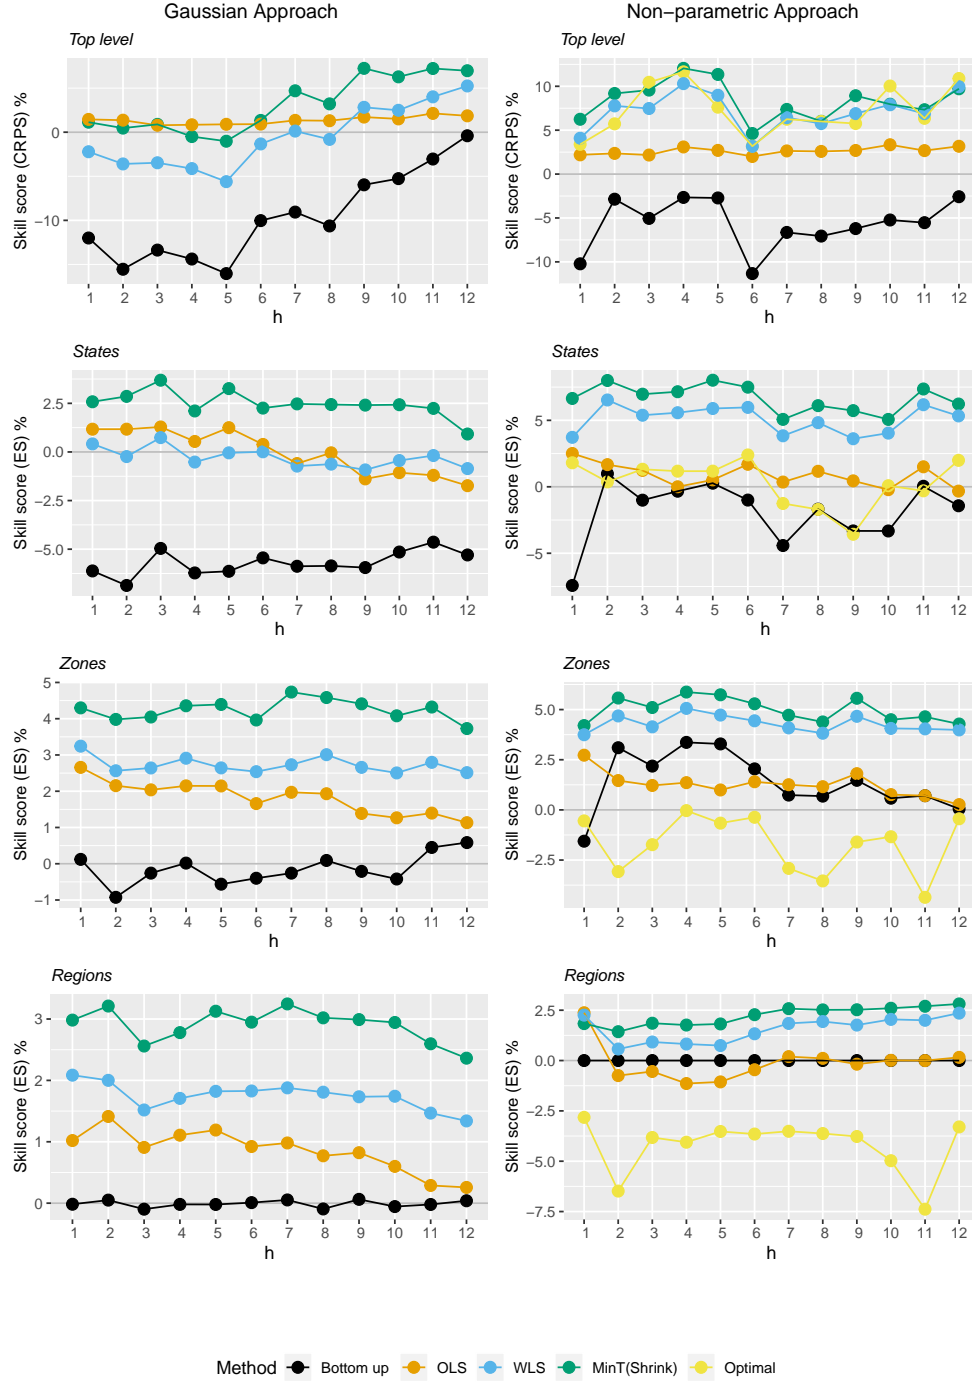 Gaussian Approach
Non−parametric Approach
Top level
Skill score (CRPS) %
0
−10
1 2 3 4 5 6 7 8 9 10 11 12
h
Top level
Skill score (CRPS) %
10
5
0
−5
−10
1 2 3 4 5 6 7 8 9 10 11 12
h
States
Skill score (ES) %
2.5
0.0
−2.5
−5.0
1 2 3 4 5 6 7 8 9 10 11 12
h
States
Skill score (ES) %
5
0
−5
1 2 3 4 5 6 7 8 9 10 11 12
h
Zones
Skill score (ES) %
5
4
3
2
1
0
−1
1 2 3 4 5 6 7 8 9 10 11 12
h
Zones
Skill score (ES) %
5.0
2.5
0.0
−2.5
1 2 3 4 5 6 7 8 9 10 11 12
h
Regions
Skill score (ES) %
3
2
1
0
1 2 3 4 5 6 7 8 9 10 11 12
h
Regions
Skill score (ES) %
2.5
0.0
−2.5
−5.0
−7.5
1 2 3 4 5 6 7 8 9 10 11 12
h
Method Bottom up OLS WLS MinT(Shrink) Optimal